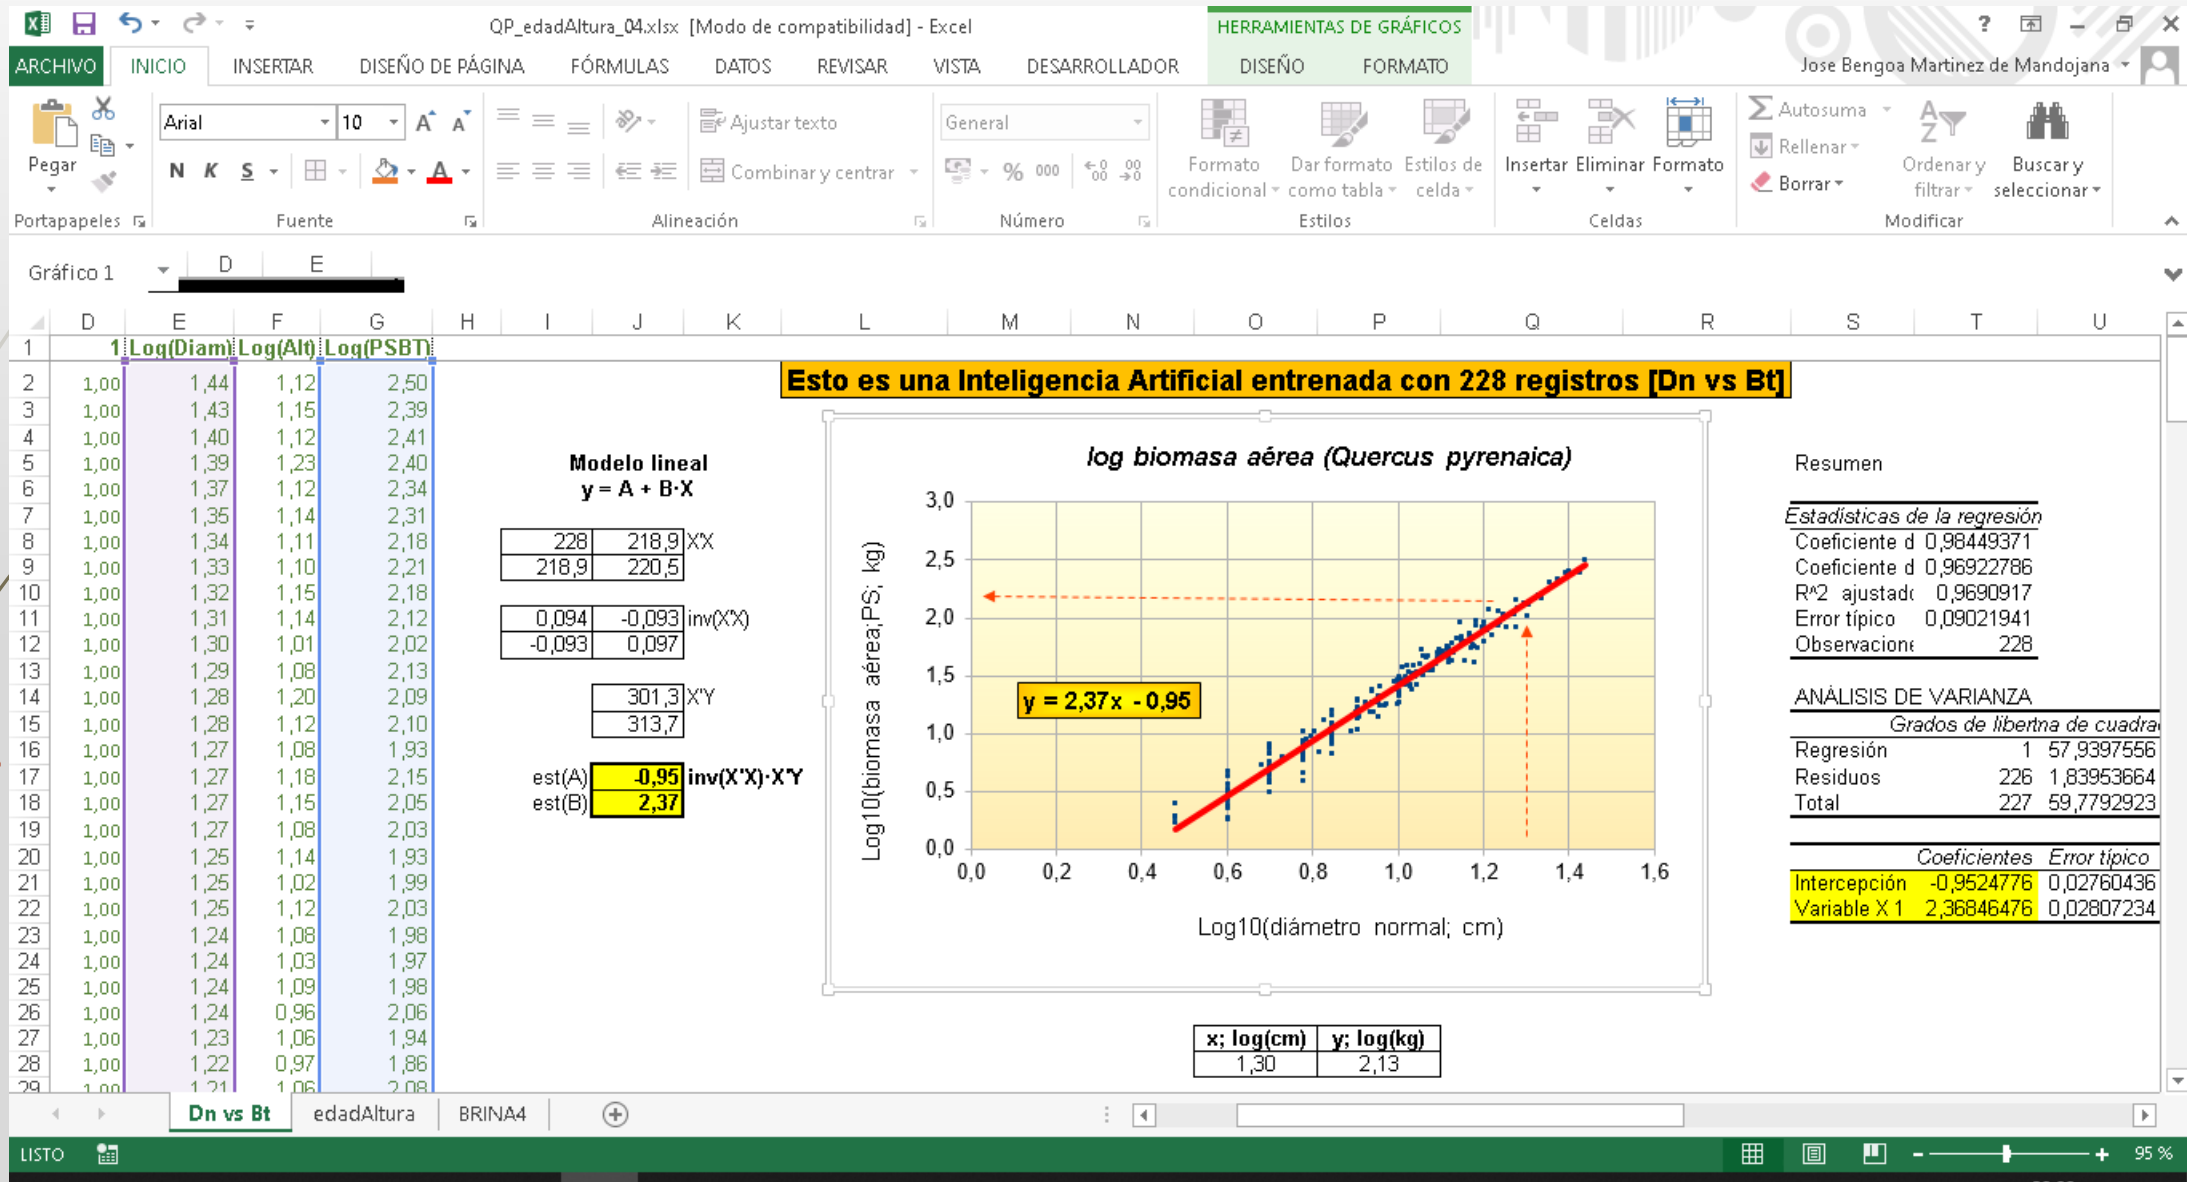 QP_edadAltura_04.xlsx [Modo de compatibilidad] - Excel
HERRAMIENTAS DE GRÁFICOS
?
ARCHIVO INICIO INSERTAR DISEÑO DE PÁGINA FÓRMULAS DATOS REVISAR VISTA DESARROLLADOR DISEÑO FORMATO
Jose Bengoa Martinez de Mandojana
Pegar
Portapapeles
Arial 10
N K S
Fuente
Ajustar texto
Combinar y centrar
Alineación
General
% 000
Número
Formato condicional
Dar formato como tabla
Estilos de celda
Estilos
Insertar Eliminar Formato
Celdas
Autosuma
Rellenar
Borrar
Ordenar y filtrar
Buscar y seleccionar
Modificar
Gráfico 1 D E
D E F G H I J K L M N O P Q R S T U
1 1 Log(Diam) Log(Alt) Log(PSBT)
2 1,00 1,44 1,12 2,50
3 1,00 1,43 1,15 2,39
4 1,00 1,40 1,12 2,41
5 1,00 1,39 1,23 2,40
6 1,00 1,37 1,12 2,34
7 1,00 1,35 1,14 2,31
8 1,00 1,34 1,11 2,18
9 1,00 1,33 1,10 2,21
10 1,00 1,32 1,15 2,18
11 1,00 1,31 1,14 2,12
12 1,00 1,30 1,01 2,02
13 1,00 1,29 1,08 2,13
14 1,00 1,28 1,20 2,09
15 1,00 1,28 1,12 2,10
16 1,00 1,27 1,08 1,93
17 1,00 1,27 1,18 2,15
18 1,00 1,27 1,15 2,05
19 1,00 1,27 1,08 2,03
20 1,00 1,25 1,14 1,93
21 1,00 1,25 1,02 1,99
22 1,00 1,25 1,12 2,03
23 1,00 1,24 1,08 1,98
24 1,00 1,24 1,03 1,97
25 1,00 1,24 1,09 1,98
26 1,00 1,24 0,96 2,06
27 1,00 1,23 1,06 1,94
28 1,00 1,22 0,97 1,86
29 1,00 1,21 1,06 2,08
Modelo lineal
y = A + B·X
228 218,9 X'X
218,9 220,5
0,094 -0,093 inv(X'X)
-0,093 0,097
301,3 X'Y
313,7
est(A) -0,95 inv(X'X)·X'Y
est(B) 2,37
Esto es una Inteligencia Artificial entrenada con 228 registros [Dn vs Bt]
log biomasa aérea (Quercus pyrenaica)
Log10(biomasa aérea;PS; kg)
3,0
2,5
2,0
1,5
1,0
0,5
0,0
y = 2,37x - 0,95
0,0 0,2 0,4 0,6 0,8 1,0 1,2 1,4 1,6
Log10(diámetro normal; cm)
x; log(cm) y; log(kg)
1,30 2,13
Resumen
Estadísticas de la regresión
Coeficiente d 0,98449371
Coeficiente d 0,96922786
R^2 ajustad 0,9690917
Error típico 0,09021941
Observacione 228
ANÁLISIS DE VARIANZA
Grados de libertna de cuadra
Regresión 1 57,9397556
Residuos 226 1,83953664
Total 227 59,7792923
Coeficientes Error típico
Intercepción -0,9524776 0,02760436
Variable X 1 2,36846476 0,02807234
Dn vs Bt edadAltura BRINA4
LISTO
95 %